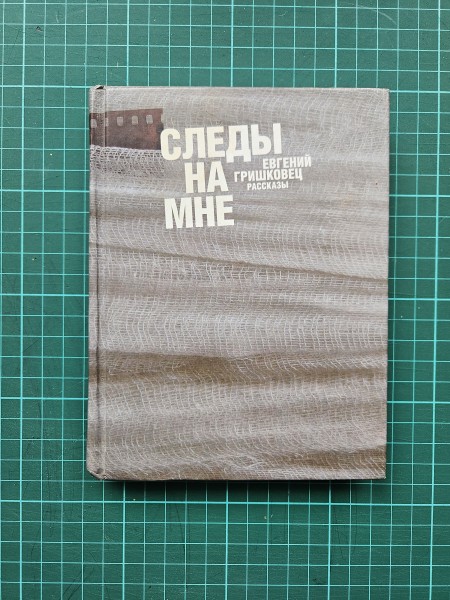 СЛЕДЫ
НА
МНЕ
ЕВГЕНИЙ
ГРИШКОВЕЦ
РАССКАЗЫ